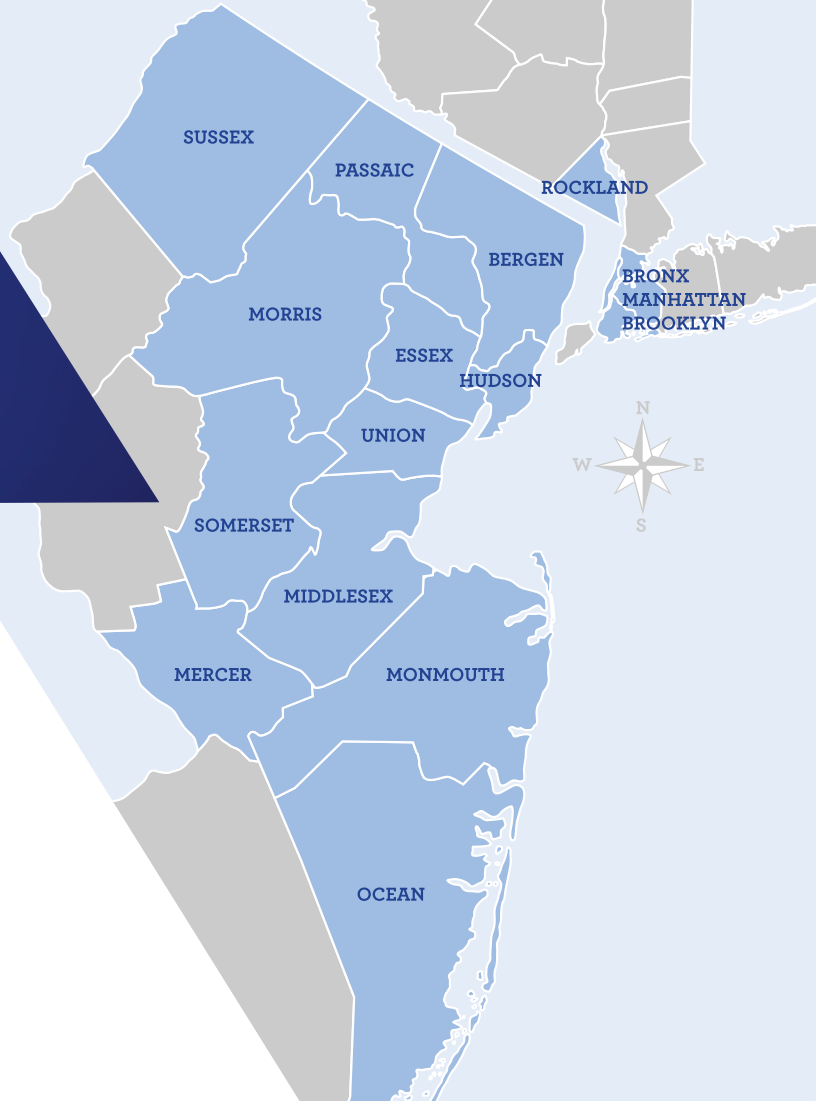 SUSSEX
PASSAIC
ROCKLAND
BERGEN
BRONX
MANHATTAN
BROOKLYN
MORRIS
ESSEX
HUDSON
N
W E
S
UNION
SOMERSET
MIDDLESEX
MERCER
MONMOUTH
OCEAN